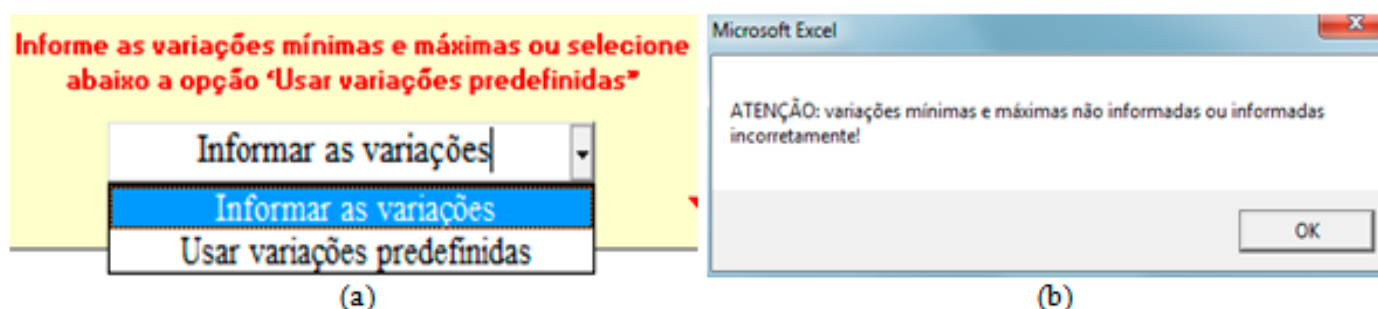 Informe as variações mínimas e máximas ou selecione
abaixo a opção ‘Usar variações predefinidas”
Informar as variações
Informar as variações
Usar variações predefinidas
(a)
Microsoft Excel
ATENÇÃO: variações mínimas e máximas não informadas ou informadas
incorretamente!
OK
(b)